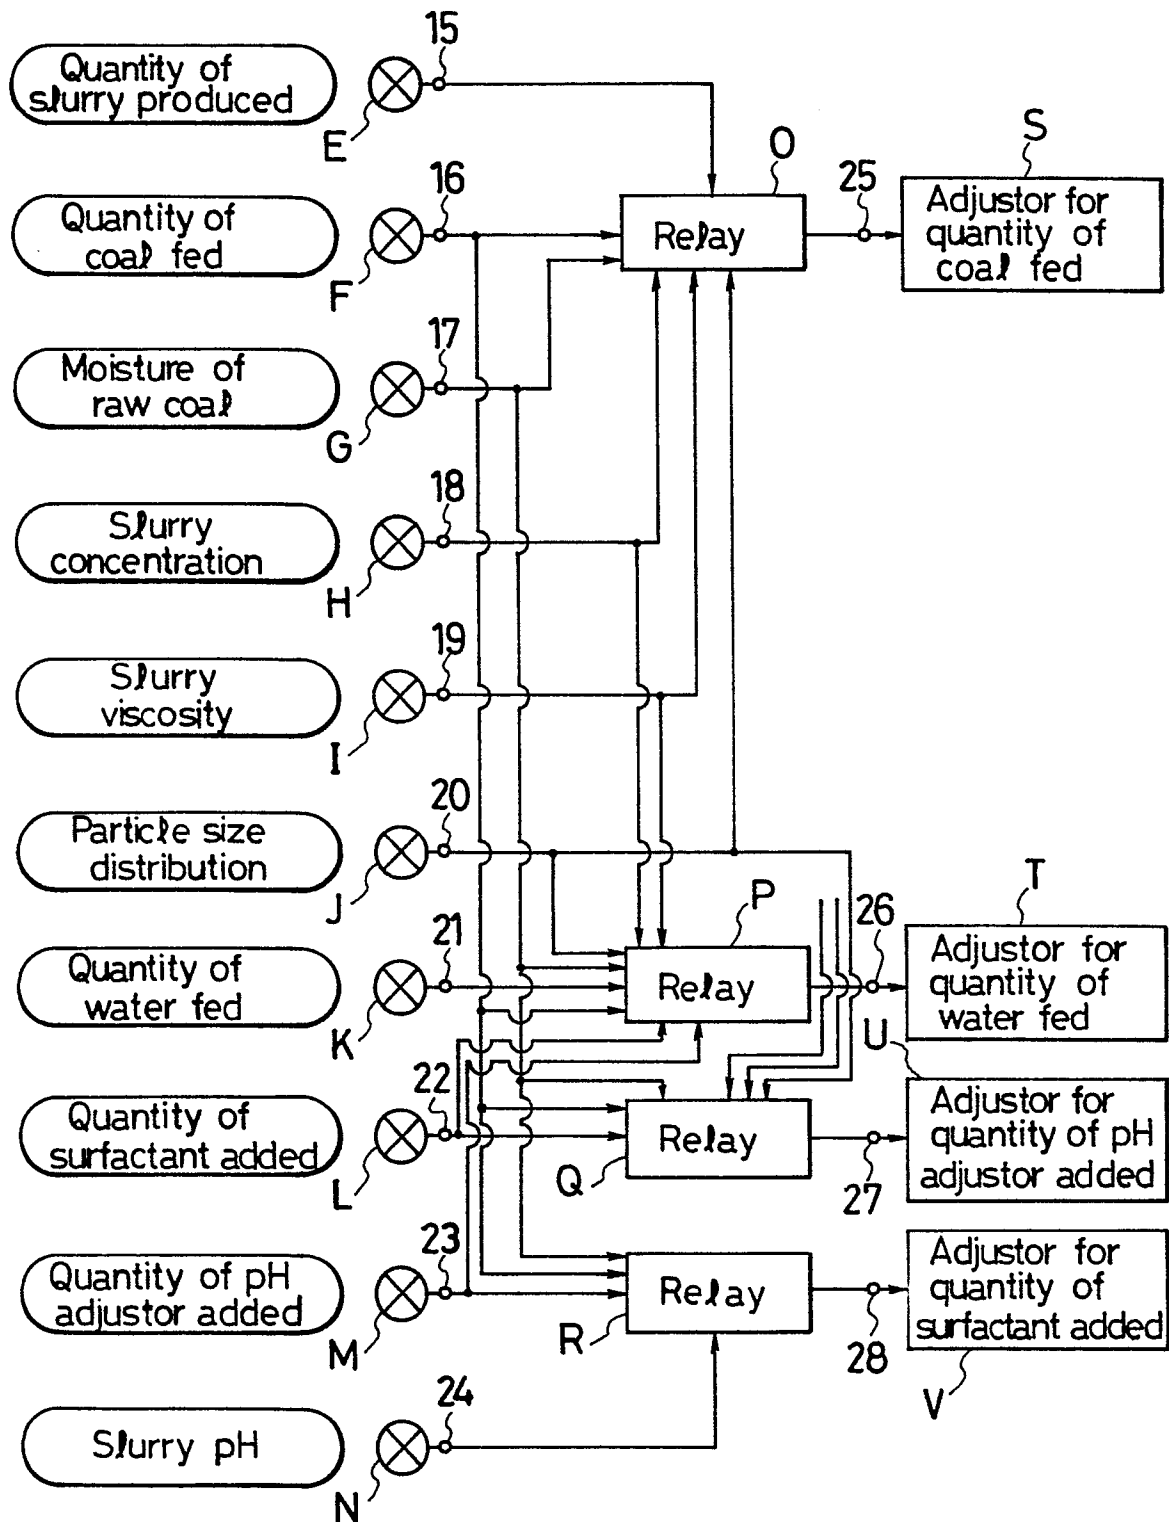 15
Quantity of
slurry produced
E
O
S
16
25
Quantity of
coal fed
Relay
Adjustor for
quantity of
coal fed
F
17
Moisture of
raw coal
G
18
Slurry
concentration
H
19
Slurry
viscosity
I
20
Particle size
distribution
J
P
T
21
26
Quantity of
water fed
Relay
Adjustor for
quantity of
water fed
K
U
22
Quantity of
surfactant added
Relay
Adjustor for
quantity of pH
adjustor added
L
Q
27
23
Quantity of pH
adjustor added
Relay
Adjustor for
quantity of
surfactant added
M
R
28
V
24
Slurry pH
N